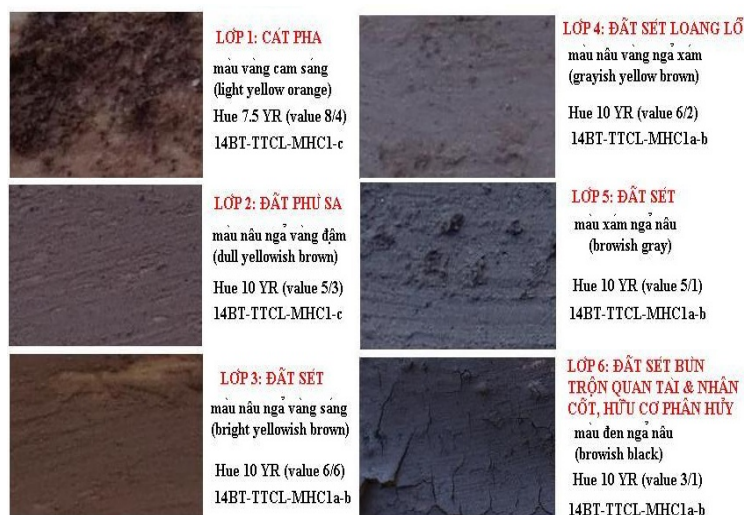 LỚP 1: CÁT PHA
màu vàng cam sáng
(light yellow orange)
Hue 7.5 YR (value 8/4)
14BT-TTCL-MHC1-c
LỚP 2: ĐẤT PHÙ SA
màu nâu ngả vàng đậm
(dull yellowish brown)
Hue 10 YR (value 5/3)
14BT-TTCL-MHC1-c
LỚP 3: ĐẤT SÉT
màu nâu ngả vàng sáng
(bright yellowish brown)
Hue 10 YR (value 6/6)
14BT-TTCL-MHC1a-b
LỚP 4: ĐẤT SÉT LOANG LỔ
màu nâu vàng ngả xám
(grayish yellow brown)
Hue 10 YR (value 6/2)
14BT-TTCL-MHC1a-b
LỚP 5: ĐẤT SÉT
màu xám ngả nâu
(browish gray)
Hue 10 YR (value 5/1)
14BT-TTCL-MHC1a-b
LỚP 6: ĐẤT SÉT BÙN
TRỘN QUAN TÀI & NHÂN
CỐT, HỮU CƠ PHÂN HỦY
màu đen ngả nâu
(browish black)
Hue 10 YR (value 3/1)
14BT-TTCL-MHC1a-b